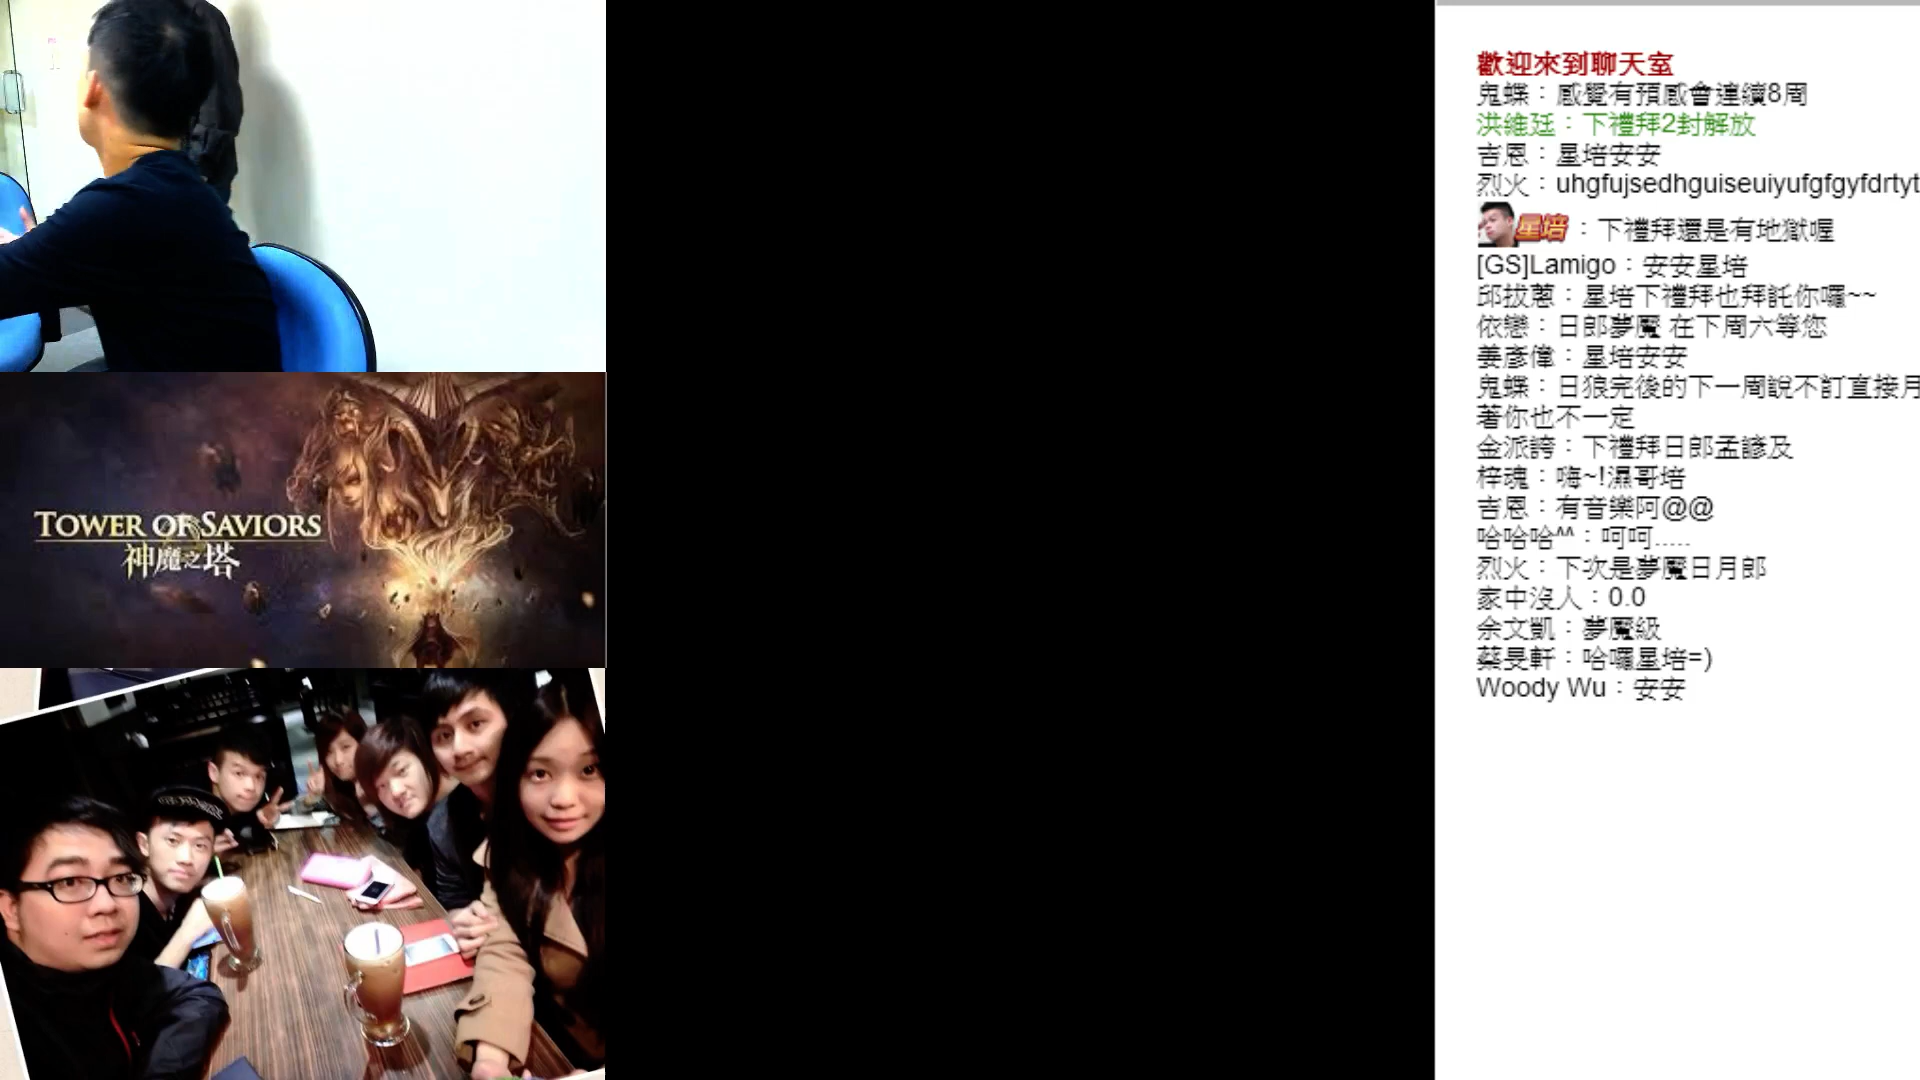 TOWER OF SAVIORS
神魔之塔
歡迎來到聊天室
鬼蝶：感覺有預感會連續8周
洪維廷：下禮拜2封解放
吉恩：星培安安
烈火：uhgfujsedhguiseuiyufgfgyfdrtyt
星培：下禮拜還是有地獄喔
[GS]Lamigo：安安星培
邱拔蔥：星培下禮拜也拜託你囉~~
依戀：日郎夢魘 在下周六等您
姜彥偉：星培安安
鬼蝶：日狼完後的下一周說不訂直接月
著你也不一定
金派誇：下禮拜日郎孟諺及
梓魂：嗨~!濕哥培
吉恩：有音樂阿@@
哈哈哈^^：呵呵.....
烈火：下次是夢魘日月郎
家中沒人：0.0
余文凱：夢魘級
蔡旻軒：哈囉星培=)
Woody Wu：安安